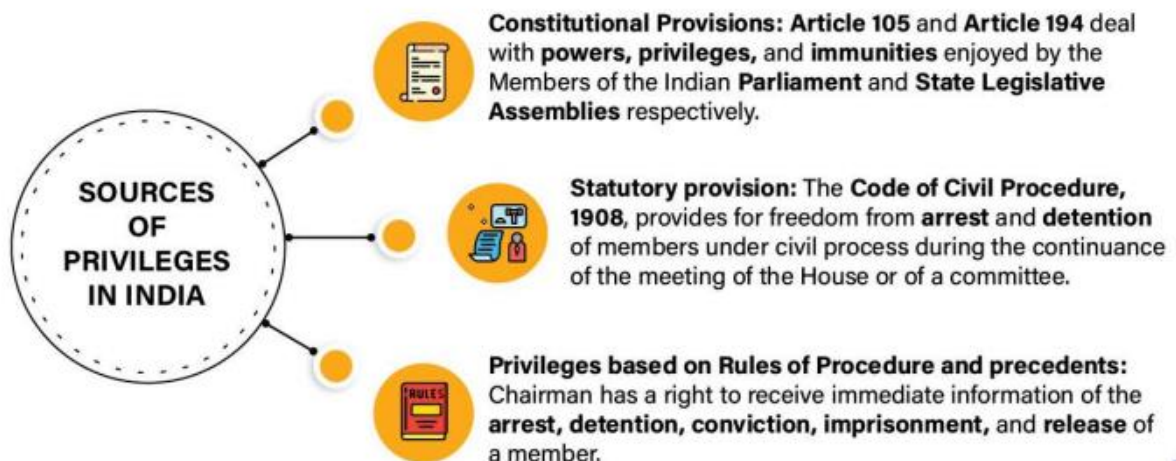 SOURCES
OF
PRIVILEGES
IN INDIA
Constitutional Provisions: Article 105 and Article 194 deal
with powers, privileges, and immunities enjoyed by the
Members of the Indian Parliament and State Legislative
Assemblies respectively.
Statutory provision: The Code of Civil Procedure,
1908, provides for freedom from arrest and detention
of members under civil process during the continuance
of the meeting of the House or of a committee.
RULES
Privileges based on Rules of Procedure and precedents:
Chairman has a right to receive immediate information of the
arrest, detention, conviction, imprisonment, and release of
a member.